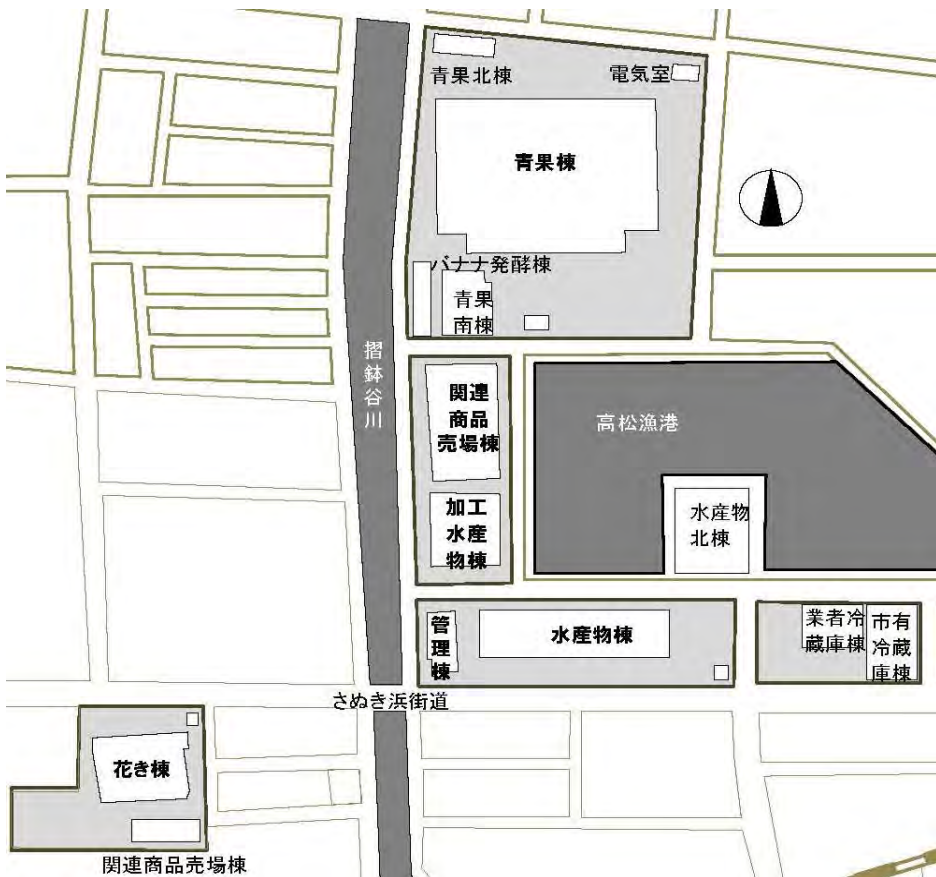 青果北棟
電気室
青果棟
バナナ発酵棟
青果
南棟
摺鉢谷川
関連
商品
売場棟
高松漁港
加工
水産
物棟
水産物
北棟
管理棟
水産物棟
業者冷
蔵庫棟
市有
冷蔵
庫棟
さぬき浜街道
花き棟
関連商品売場棟